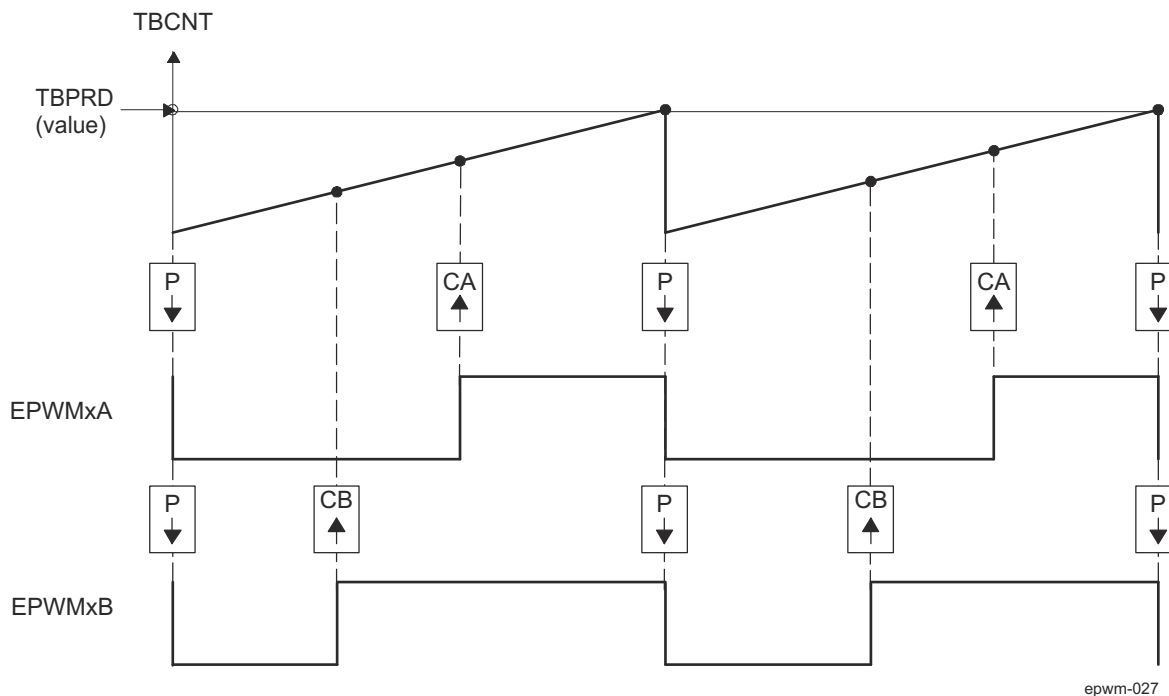 TBCNT
TBPRD
(value)
P
CA
P
CA
P
EPWMxA
P
CB
P
CB
P
EPWMxB
epwm-027